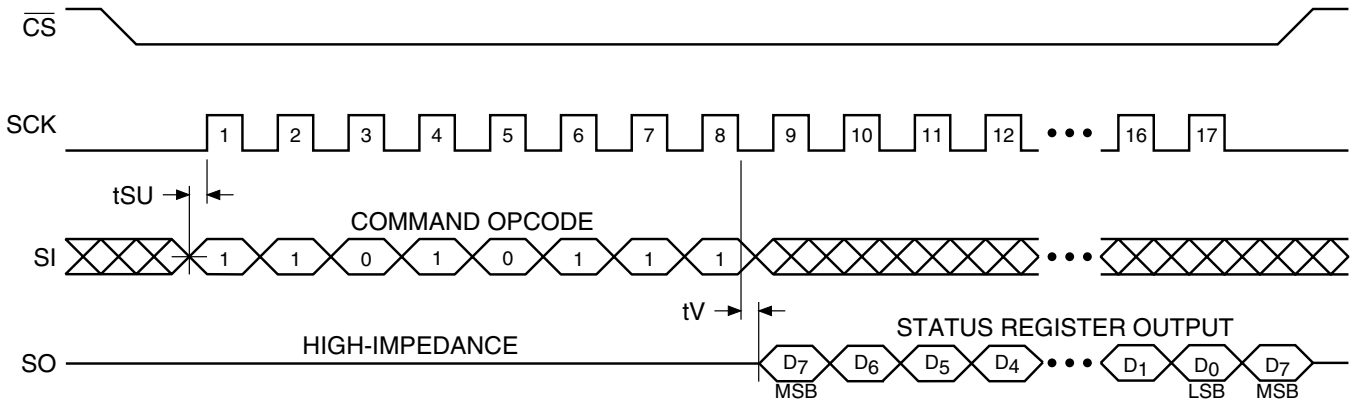 CS
SCK 1 2 3 4 5 6 7 8 9 10 11 12 ••• 16 17
tSU
COMMAND OPCODE
SI 1 1 0 1 0 1 1 1 •••
tV
STATUS REGISTER OUTPUT
HIGH-IMPEDANCE
SO D7 D6 D5 D4 ••• D1 D0 D7
MSB LSB MSB